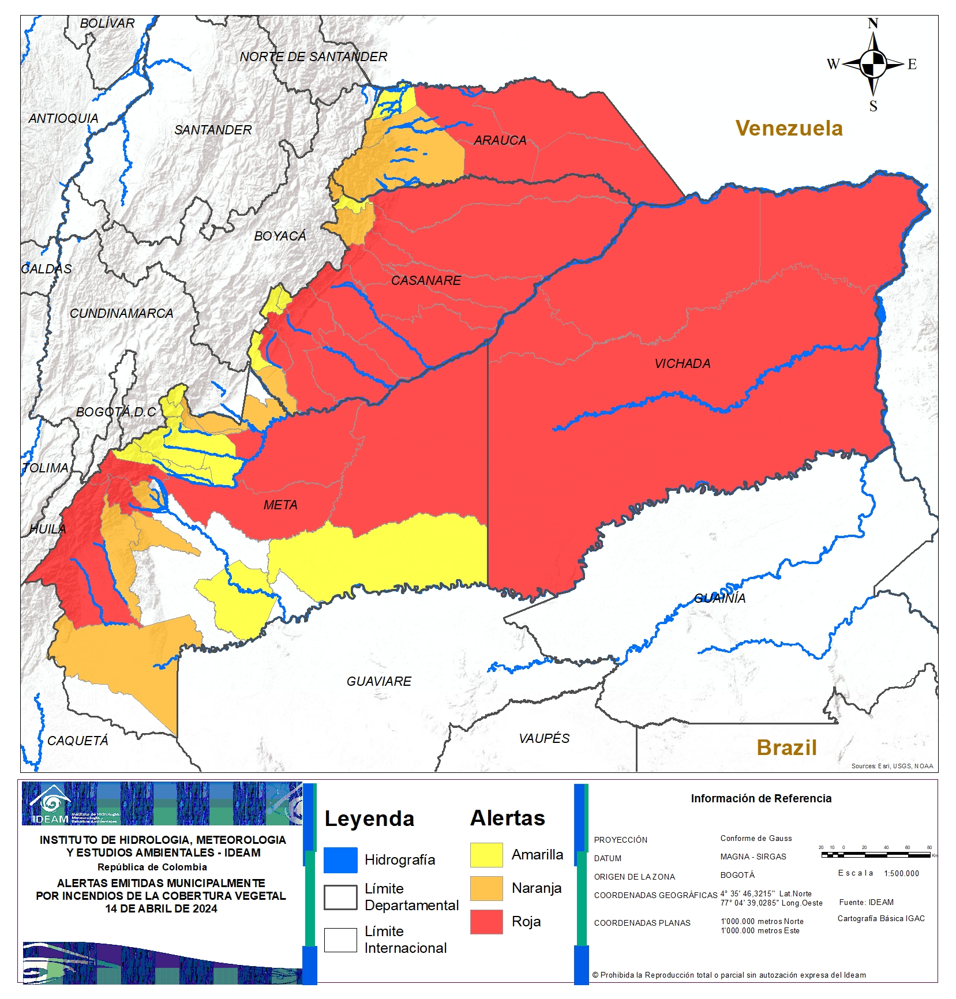 BOLÍVAR
N
NORTE DE SANTANDER
W
E
S
ANTIOQUIA
SANTANDER
Venezuela
ARAUCA
BOYACÁ
CALDAS
CASANARE
CUNDINAMARCA
VICHADA
BOGOTÁ,D.C
TOLIMA
META
HUILA
GUAINÍA
GUAVIARE
CAQUETÁ
VAUPÉS
Brazil
Sources: Esri, USGS, NOAA
IDEAM
Instituto de Hidrología,
Meteorología y
Estudios Ambientales
INSTITUTO DE HIDROLOGIA, METEOROLOGIA
Y ESTUDIOS AMBIENTALES - IDEAM
República de Colombia
ALERTAS EMITIDAS MUNICIPALMENTE
POR INCENDIOS DE LA COBERTURA VEGETAL
14 DE ABRIL DE 2024
Leyenda
Hidrografía
Límite
Departamental
Límite
Internacional
Alertas
Amarilla
Naranja
Roja
Información de Referencia
PROYECCIÓN
Conforme de Gauss
DATUM
MAGNA - SIRGAS
ORIGEN DE LA ZONA
BOGOTÁ
COORDENADAS GEOGRÁFICAS
4° 35' 46,3215'' Lat.Norte
77° 04' 39,0285" Long.Oeste
COORDENADAS PLANAS
1'000.000 metros Norte
1'000.000 metros Este
20 10 0 20 40 60 80
Km
Escala 1:500.000
Fuente: IDEAM
Cartografía Básica IGAC
© Prohibida la Reproducción total o parcial sin autozación expresa del Ideam